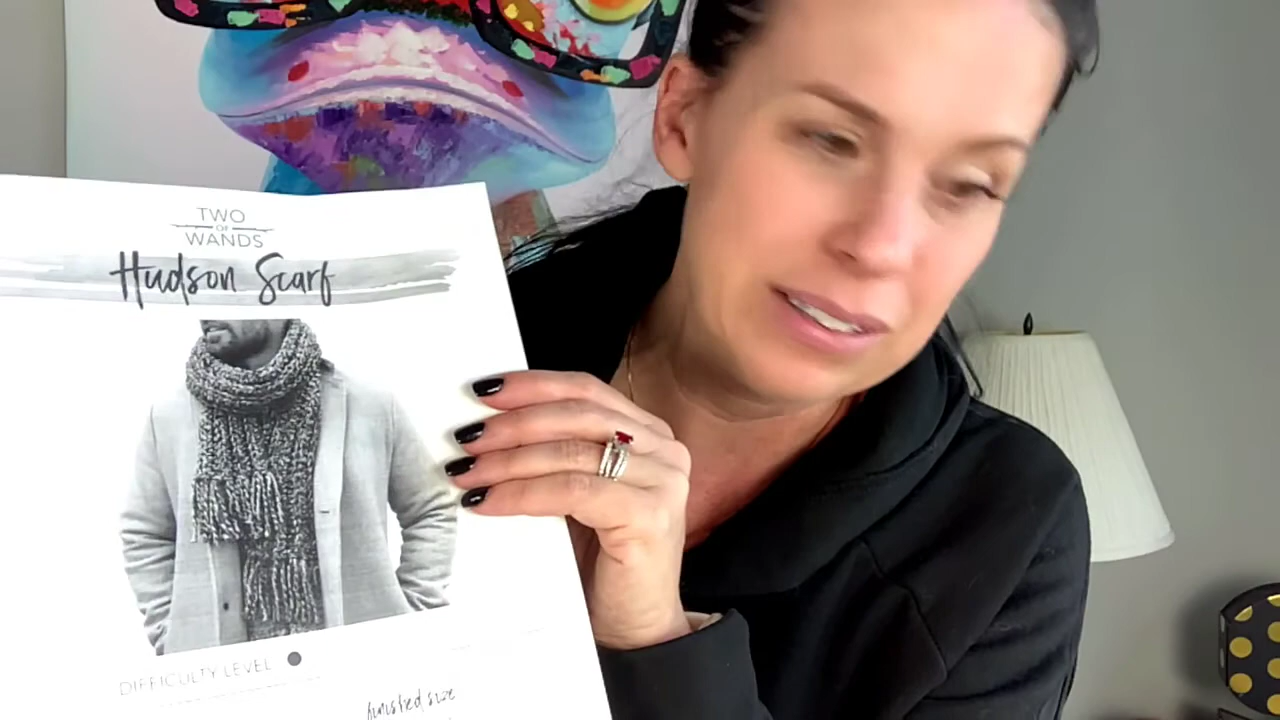 TWO
OF
WANDS
Hudson Scarf
DIFFICULTY LEVEL
finished size